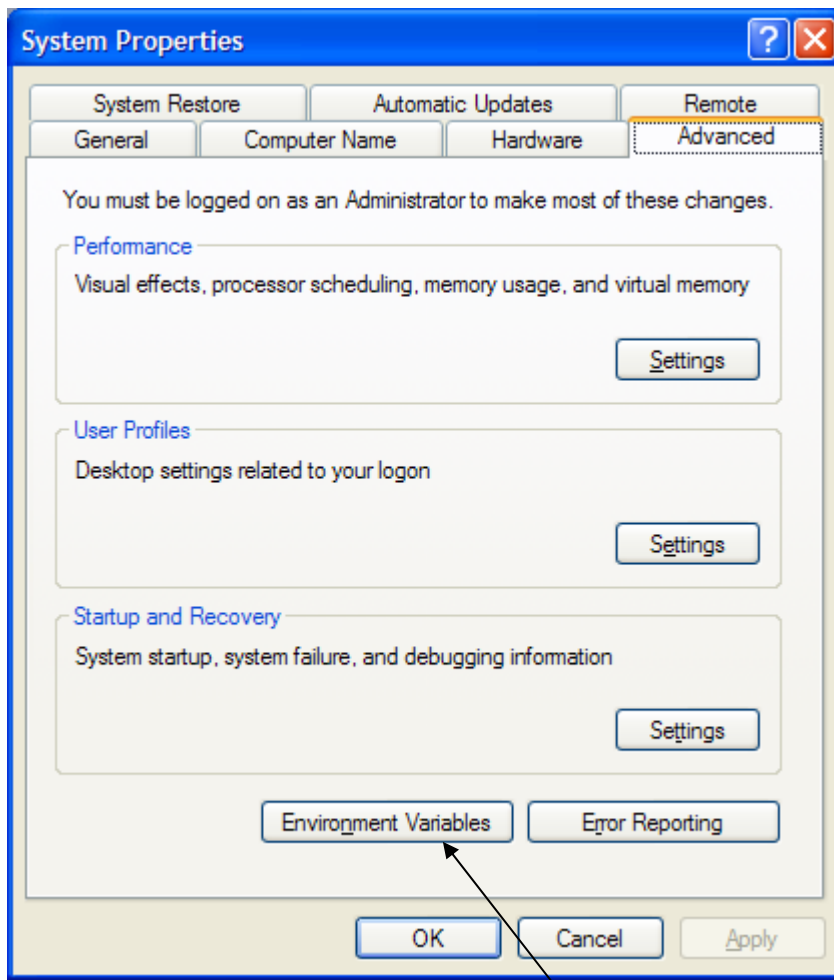 System Properties
System Restore Automatic Updates Remote
General Computer Name Hardware Advanced
You must be logged on as an Administrator to make most of these changes.
Performance
Visual effects, processor scheduling, memory usage, and virtual memory
Settings
User Profiles
Desktop settings related to your logon
Settings
Startup and Recovery
System startup, system failure, and debugging information
Settings
Environment Variables Error Reporting
OK Cancel Apply